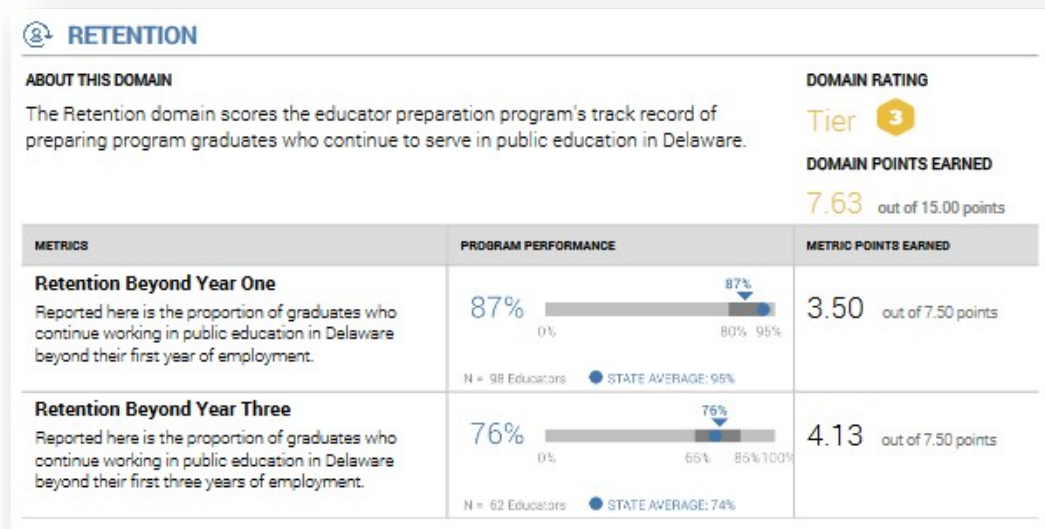 RETENTION
ABOUT THIS DOMAIN
The Retention domain scores the educator preparation program's track record of
preparing program graduates who continue to serve in public education in Delaware.
DOMAIN RATING
Tier 3
DOMAIN POINTS EARNED
7.63 out of 15.00 points
METRICS
PROGRAM PERFORMANCE
METRIC POINTS EARNED
Retention Beyond Year One
Reported here is the proportion of graduates who
continue working in public education in Delaware
beyond their first year of employment.
87%
87%
0% 80% 95%
N = 98 Educators STATE AVERAGE: 95%
3.50 out of 7.50 points
Retention Beyond Year Three
Reported here is the proportion of graduates who
continue working in public education in Delaware
beyond their first three years of employment.
76%
76%
0% 65% 85% 100%
N = 62 Educators STATE AVERAGE: 74%
4.13 out of 7.50 points